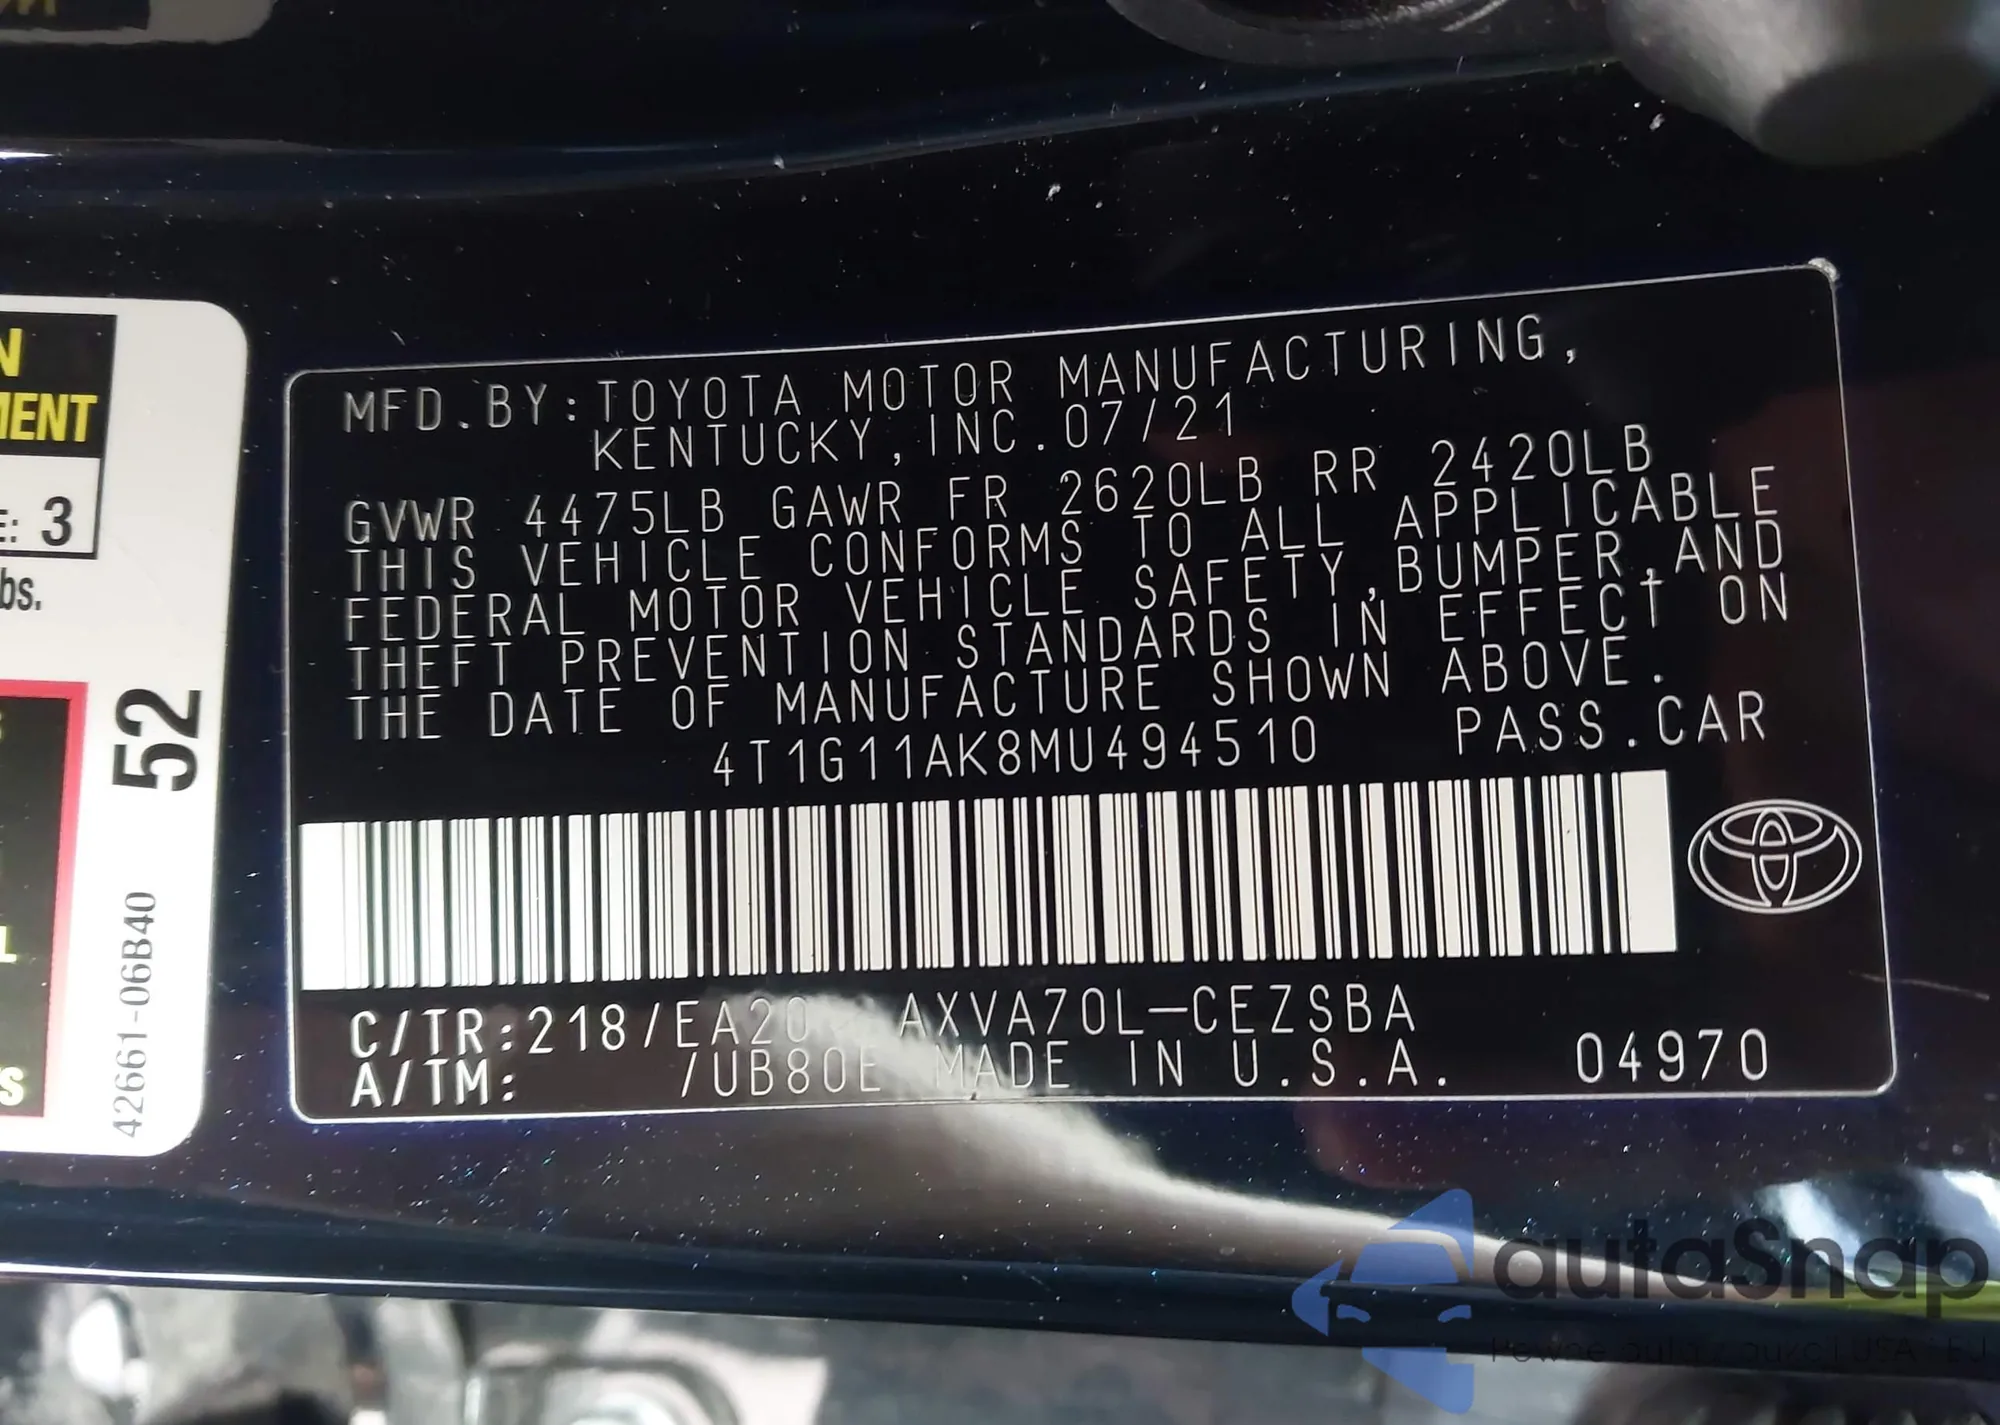 N
MENT
E: 3
bs.
52
42661-06B40
L
S
MFD.BY:TOYOTA MOTOR MANUFACTURING,
KENTUCKY,INC.07/21
GVWR 4475LB GAWR FR 2620LB RR 2420LB
THIS VEHICLE CONFORMS TO ALL APPLICABLE
FEDERAL MOTOR VEHICLE SAFETY,BUMPER,AND
THEFT PREVENTION STANDARDS IN EFFECT ON
THE DATE OF MANUFACTURE SHOWN ABOVE.
4T1G11AK8MU494510 PASS.CAR
C/TR:218/EA20 AXVA70L-CEZSBA
A/TM: /UB80E MADE IN U.S.A. 04970
autaSnap